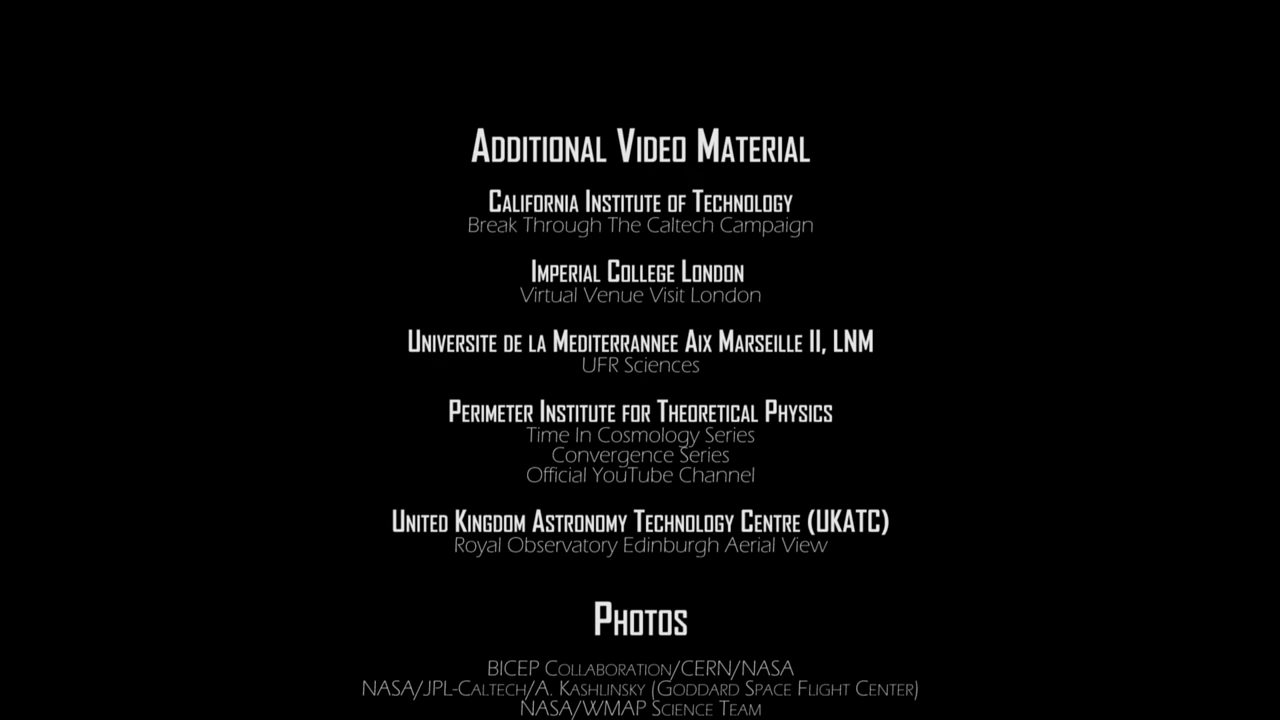 Additional Video Material
California Institute of Technology
Break Through The Caltech Campaign
Imperial College London
Virtual Venue Visit London
Universite de la Mediterrannee Aix Marseille II, LNM
UFR Sciences
Perimeter Institute for Theoretical Physics
Time In Cosmology Series
Convergence Series
Official YouTube Channel
United Kingdom Astronomy Technology Centre (UKATC)
Royal Observatory Edinburgh Aerial View
Photos
BICEP Collaboration/CERN/NASA
NASA/JPL-Caltech/A. Kashlinsky (Goddard Space Flight Center)
NASA/WMAP Science Team